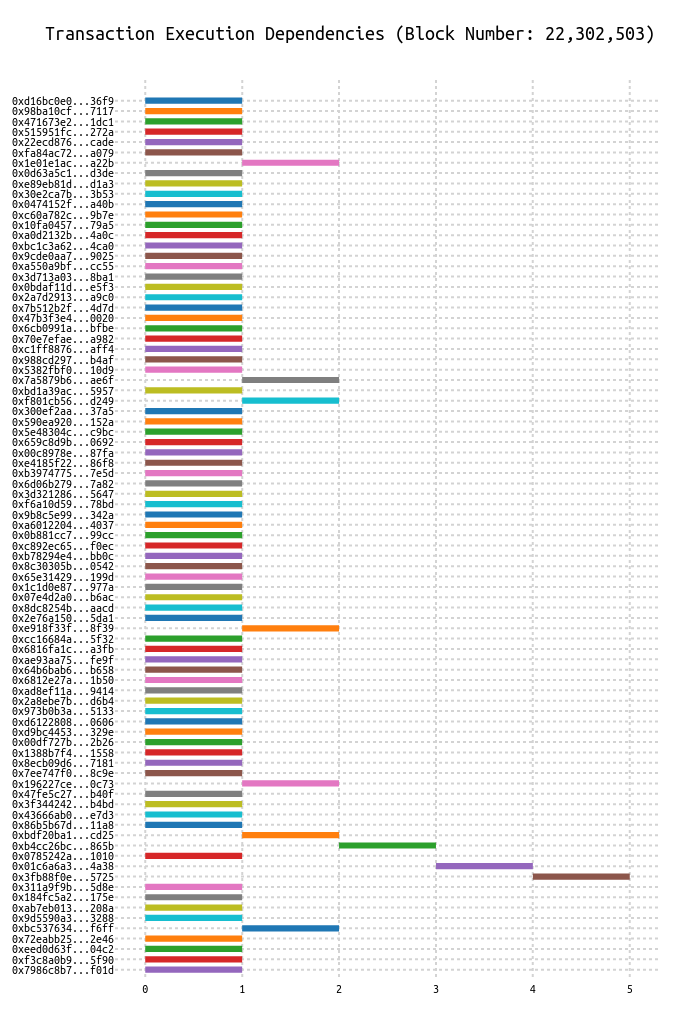 Transaction Execution Dependencies (Block Number: 22,302,503)
0xd16bc0e0...36f9
0x98ba10cf...7117
0x471673e2...1dc1
0x515951fc...272a
0x22ecd876...cade
0xfa84ac72...a079
0x1e01e1ac...a22b
0x0d63a5c1...d3de
0xe89eb81d...d1a3
0x30e2ca7b...3b53
0x0474152f...a40b
0xc60a782c...9b7e
0x10fa0457...79a5
0xa0d2132b...4a0c
0xbc1c3a62...4ca0
0x9cde0aa7...9025
0xa550a9bf...cc55
0x3d713a03...8ba1
0x0bdaf11d...e5f3
0x2a7d2913...a9c0
0x7b512b2f...4d7d
0x47b3f3e4...0020
0x6cb0991a...bfbe
0x70e7efae...a982
0xc1ff8876...aff4
0x988cd297...b4af
0x5382fbf0...10d9
0x7a5879b6...ae6f
0xbd1a39ac...5957
0xf801cb56...d249
0x300ef2aa...37a5
0x590ea920...152a
0x5e48304c...c9bc
0x659c8d9b...0692
0x00c8978e...87fa
0xe4185f22...86f8
0xb3974775...7e5d
0x6d06b279...7a82
0x3d321286...5647
0xf6a10d59...78bd
0x9b8c5e99...342a
0xa6012204...4037
0x0b881cc7...99cc
0xc892ec65...f0ec
0xb78294e4...bb0c
0x8c30305b...0542
0x65e31429...199d
0x1c1d0e87...977a
0x07e4d2a0...b6ac
0x8dc8254b...aacd
0x2e76a150...5da1
0xe918f33f...8f39
0xcc16684a...5f32
0x6816fa1c...a3fb
0xae93aa75...fe9f
0x64b6bab6...b658
0x6812e27a...1b50
0xad8ef11a...9414
0x2a8ebe7b...d6b4
0x973b0b3a...5133
0xd6122808...0606
0xd9bc4453...329e
0x00df727b...2b26
0x1388b7f4...1558
0x8ecb09d6...7181
0x7ee747f0...8c9e
0x196227ce...0c73
0x47fe5c27...b40f
0x3f344242...b4bd
0x43666ab0...e7d3
0x86b5b67d...11a8
0xbdf20ba1...cd25
0xb4cc26bc...865b
0x0785242a...1010
0x01c6a6a3...4a38
0x3fb88f0e...5725
0x311a9f9b...5d8e
0x184fc5a2...175e
0xab7eb013...208a
0x9d5590a3...3288
0xbc537634...f6ff
0x72eabb25...2e46
0xeed0d63f...04c2
0xf3c8a0b9...5f90
0x7986c8b7...f01d
0 1 2 3 4 5